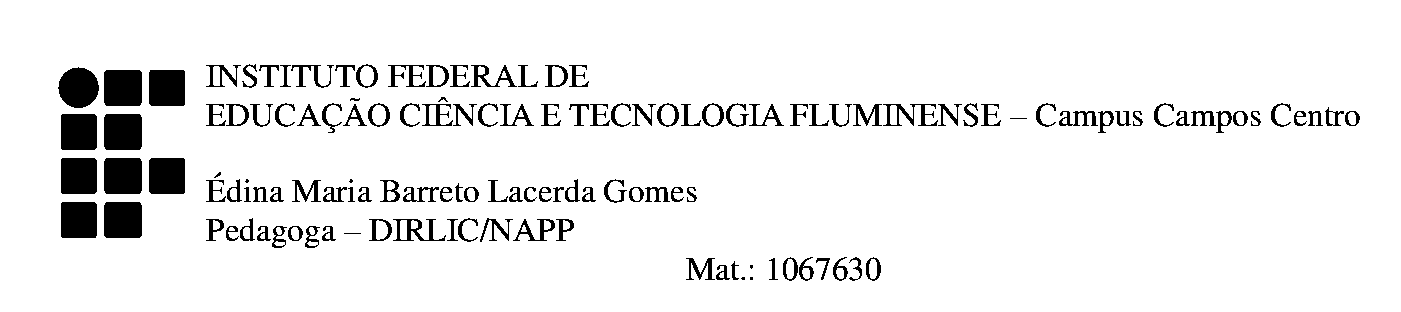 INSTITUTO FEDERAL DE
EDUCAÇÃO CIÊNCIA E TECNOLOGIA FLUMINENSE – Campus Campos Centro
Édina Maria Barreto Lacerda Gomes
Pedagoga – DIRLIC/NAPP
Mat.: 1067630